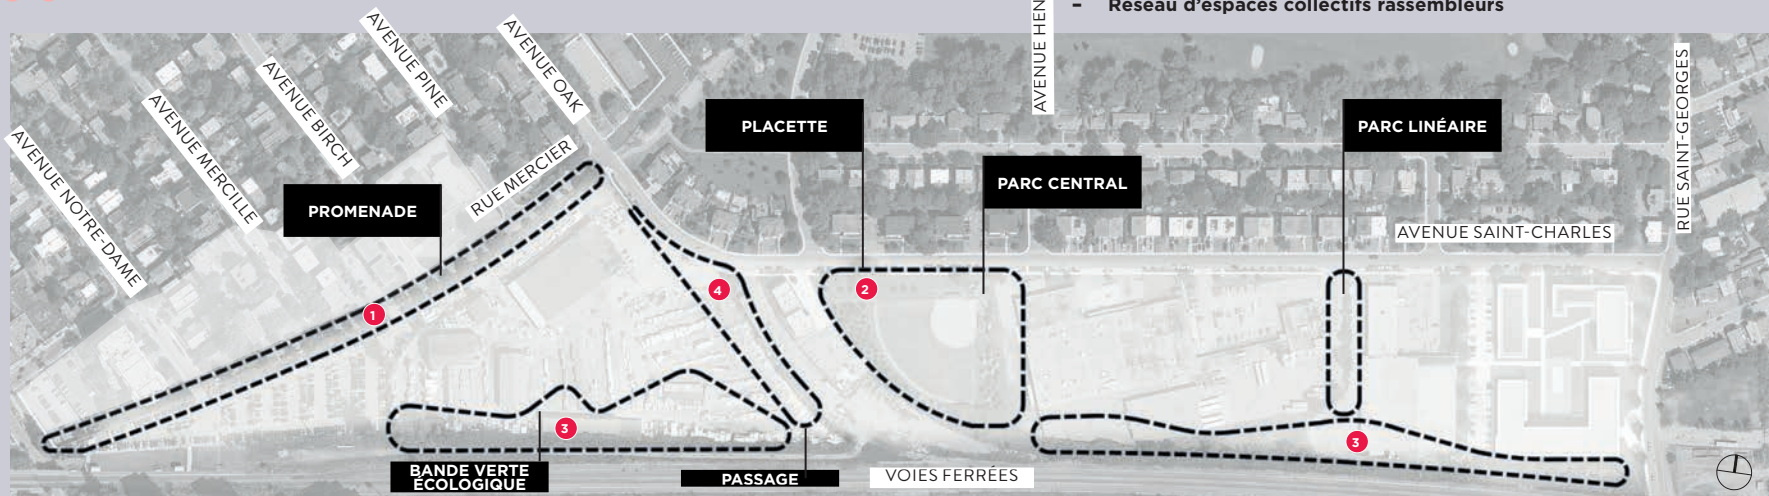 – Réseau d'espaces collectifs rassembleurs
AVENUE NOTRE-DAME
AVENUE MERCILLE
AVENUE BIRCH
AVENUE PINE
AVENUE OAK
RUE MERCIER
AVENUE HEN
RUE SAINT-GEORGES
AVENUE SAINT-CHARLES
PROMENADE
PLACETTE
PARC CENTRAL
PARC LINÉAIRE
1
4
2
3
3
BANDE VERTE
ÉCOLOGIQUE
PASSAGE
VOIES FERRÉES